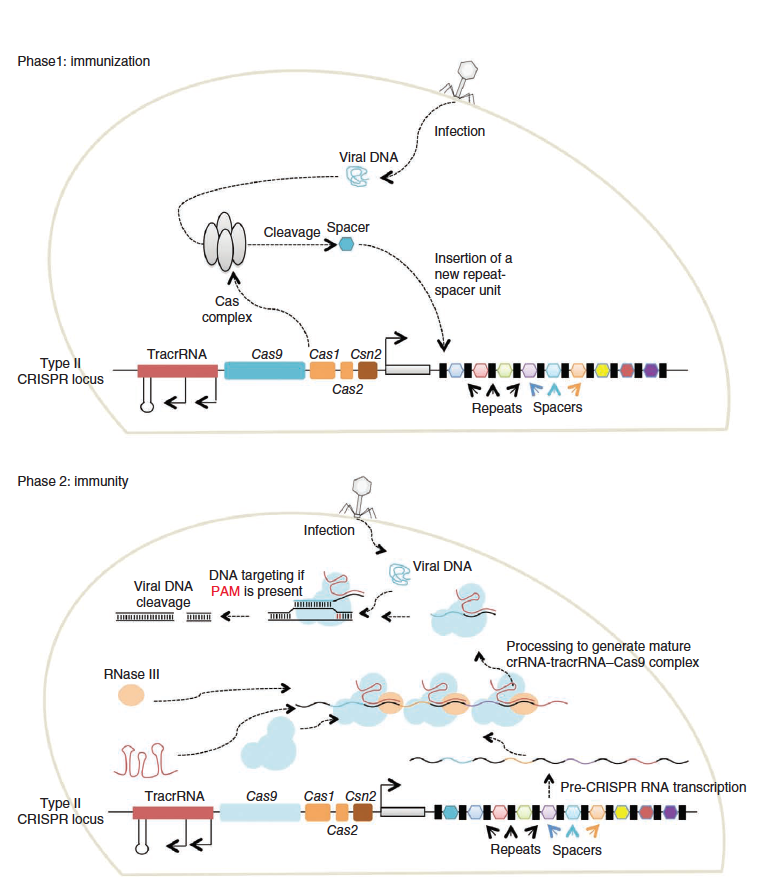 Phase1: immunization
Infection
Viral DNA
Cleavage
Spacer
Insertion of a
new repeat-
spacer unit
Cas
complex
Type II
CRISPR locus
TracrRNA
Cas9
Cas1
Csn2
Cas2
Repeats
Spacers
Phase 2: immunity
Infection
Viral DNA
DNA targeting if
PAM is present
Viral DNA
cleavage
Processing to generate mature
crRNA-tracrRNA–Cas9 complex
RNase III
Pre-CRISPR RNA transcription
Type II
CRISPR locus
TracrRNA
Cas9
Cas1
Csn2
Cas2
Repeats
Spacers